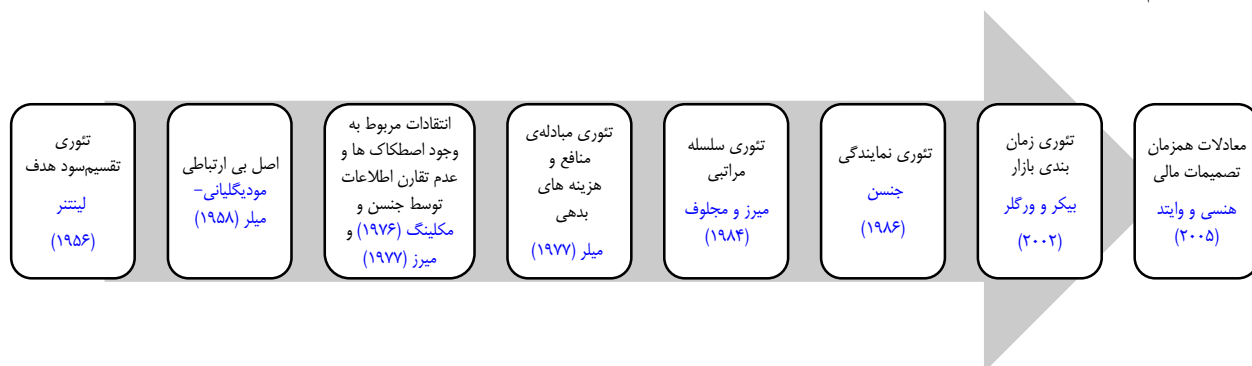 تئوری
تقسیم‌سود هدف
لینتنر
(۱۹۵۶)
اصل بی ارتباطی
مودیگلیانی-
میلر (۱۹۵۸)
انتقادات مربوط به
وجود اصطکاک ها و
عدم تقارن اطلاعات
توسط جنسن و
مکلینگ (۱۹۷۶) و
میرز (۱۹۷۷)
تئوری مبادله‌ی
منافع و
هزینه های
بدهی
میلر (۱۹۷۷)
تئوری سلسله
مراتبی
میرز و مجلوف
(۱۹۸۴)
تئوری نمایندگی
جنسن
(۱۹۸۶)
تئوری زمان
بندی بازار
بیکر و ورگلر
(۲۰۰۲)
معادلات همزمان
تصمیمات مالی
هنسی و وایتد
(۲۰۰۵)